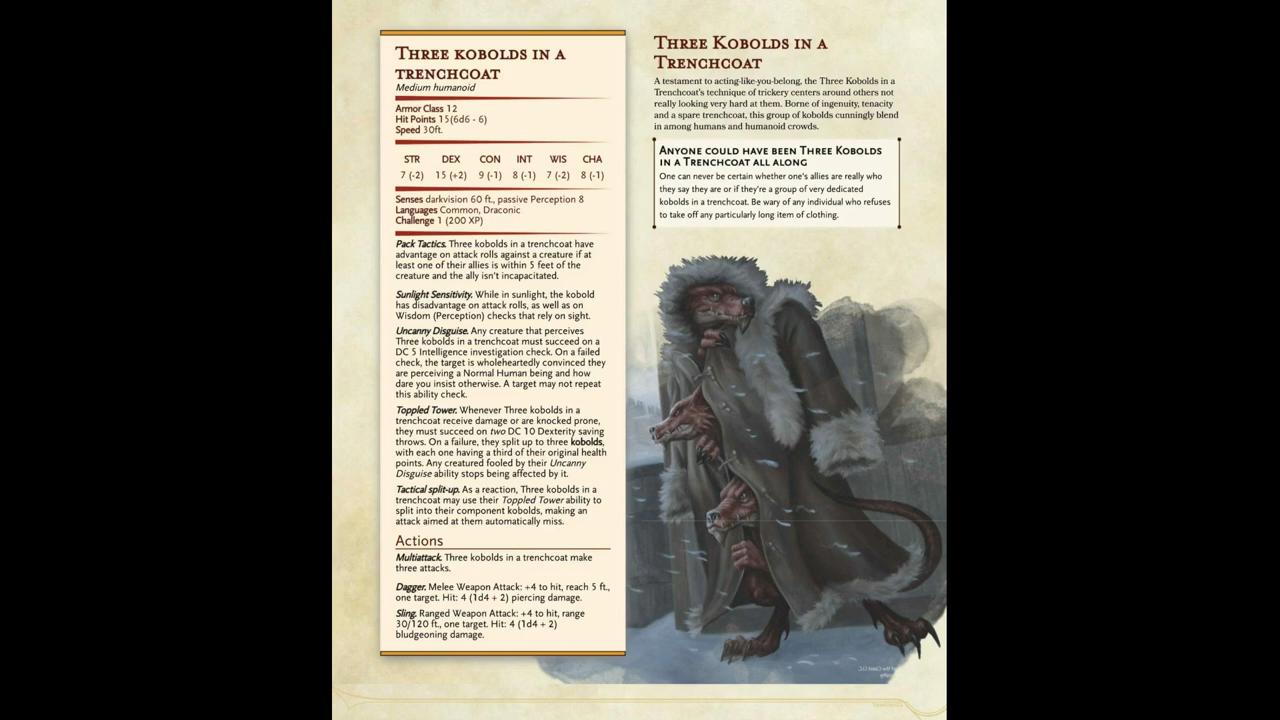 Three kobolds in a
trenchcoat
Medium humanoid
Armor Class 12
Hit Points 15(6d6 - 6)
Speed 30ft.
STR DEX CON INT WIS CHA
7 (-2) 15 (+2) 9 (-1) 8 (-1) 7 (-2) 8 (-1)
Senses darkvision 60 ft., passive Perception 8
Languages Common, Draconic
Challenge 1 (200 XP)
Pack Tactics. Three kobolds in a trenchcoat have
advantage on attack rolls against a creature if at
least one of their allies is within 5 feet of the
creature and the ally isn't incapacitated.
Sunlight Sensitivity. While in sunlight, the kobold
has disadvantage on attack rolls, as well as on
Wisdom (Perception) checks that rely on sight.
Uncanny Disguise. Any creature that perceives
Three kobolds in a trenchcoat must succeed on a
DC 5 Intelligence investigation check. On a failed
check, the target is wholeheartedly convinced they
are perceiving a Normal Human being and how
dare you insist otherwise. A target may not repeat
this ability check.
Toppled Tower. Whenever Three kobolds in a
trenchcoat receive damage or are knocked prone,
they must succeed on two DC 10 Dexterity saving
throws. On a failure, they split up to three kobolds,
with each one having a third of their original health
points. Any creatured fooled by their Uncanny
Disguise ability stops being affected by it.
Tactical split-up. As a reaction, Three kobolds in a
trenchcoat may use their Toppled Tower ability to
split into their component kobolds, making an
attack aimed at them automatically miss.
Actions
Multiattack. Three kobolds in a trenchcoat make
three attacks.
Dagger. Melee Weapon Attack: +4 to hit, reach 5 ft.,
one target. Hit: 4 (1d4 + 2) piercing damage.
Sling. Ranged Weapon Attack: +4 to hit, range
30/120 ft., one target. Hit: 4 (1d4 + 2)
bludgeoning damage.
Three Kobolds in a
Trenchcoat
A testament to acting-like-you-belong, the Three Kobolds in a
Trenchcoat's technique of trickery centers around others not
really looking very hard at them. Borne of ingenuity, tenacity
and a spare trenchcoat, this group of kobolds cunningly blend
in among humans and humanoid crowds.
Anyone could have been Three Kobolds
in a Trenchcoat all along
One can never be certain whether one's allies are really who
they say they are or if they're a group of very dedicated
kobolds in a trenchcoat. Be wary of any individual who refuses
to take off any particularly long item of clothing.